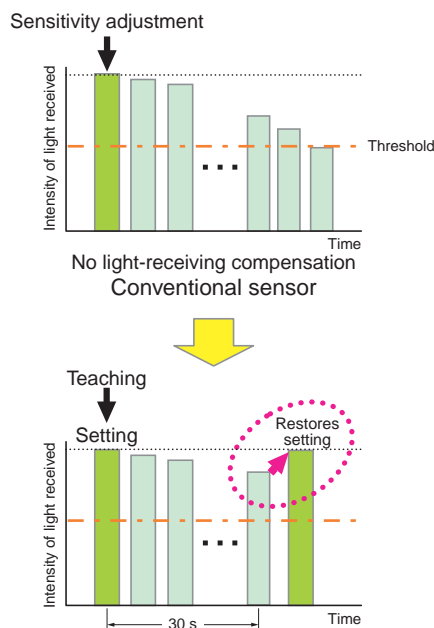 Sensitivity adjustment
Intensity of light received
Threshold
Time
No light-receiving compensation
Conventional sensor
Teaching
Setting
Restores
setting
Intensity of light received
Time
30 s